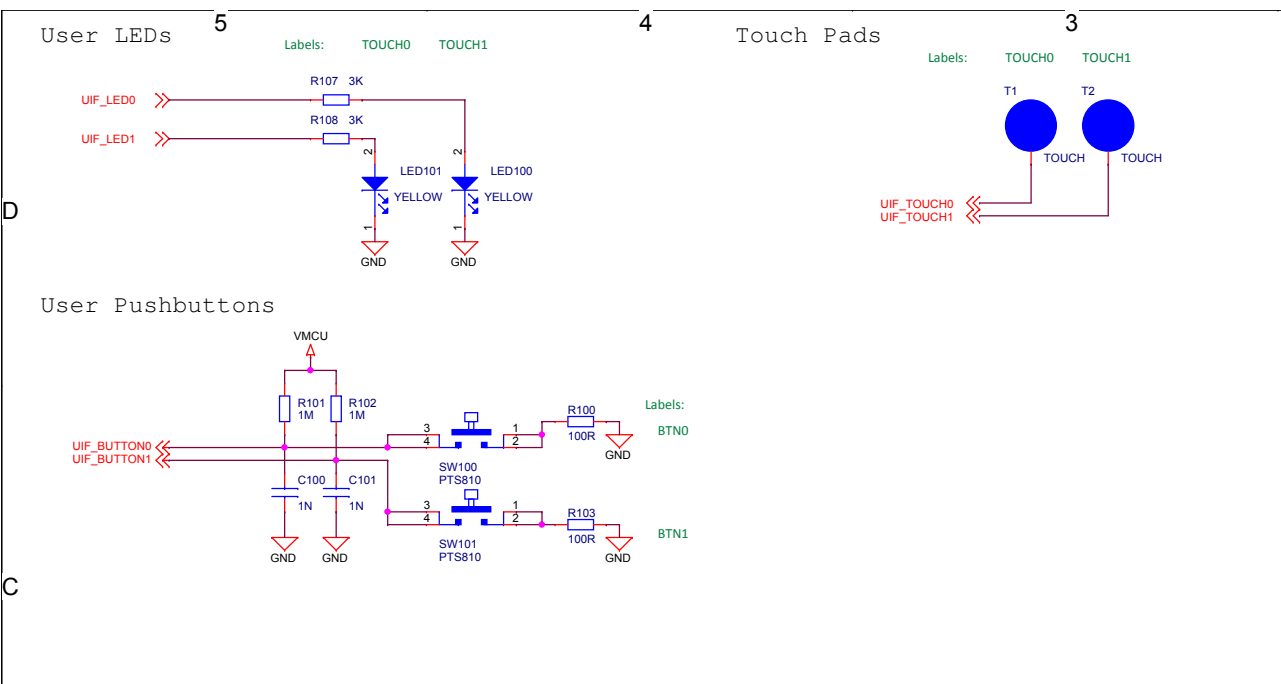 5
4
3
User LEDs
Labels: TOUCH0 TOUCH1
R107 3K
UIF_LED0
R108 3K
UIF_LED1
2
2
LED101
LED100
YELLOW
YELLOW
1
1
GND
GND
Touch Pads
Labels: TOUCH0 TOUCH1
T1
T2
TOUCH
TOUCH
UIF_TOUCH0
UIF_TOUCH1
D
User Pushbuttons
VMCU
R101
1M
R102
1M
UIF_BUTTON0
UIF_BUTTON1
3
4
1
2
R100
100R
GND
Labels:
BTN0
SW100
PTS810
C100
1N
C101
1N
3
4
1
2
R103
100R
GND
BTN1
SW101
PTS810
GND
GND
C